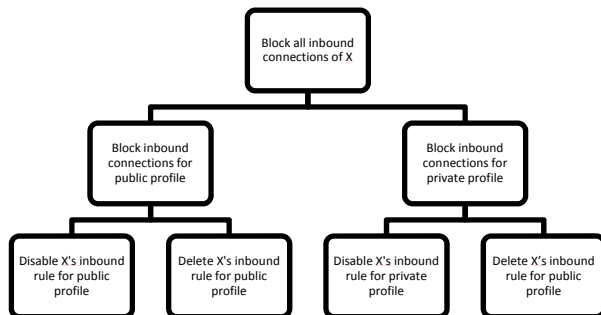 Block all inbound
connections of X
Block inbound
connections for
public profile
Block inbound
connections for
private profile
Disable X's inbound
rule for public
profile
Delete X's inbound
rule for public
profile
Disable X's inbound
rule for private
profile
Delete X’s inbound
rule for public
profile